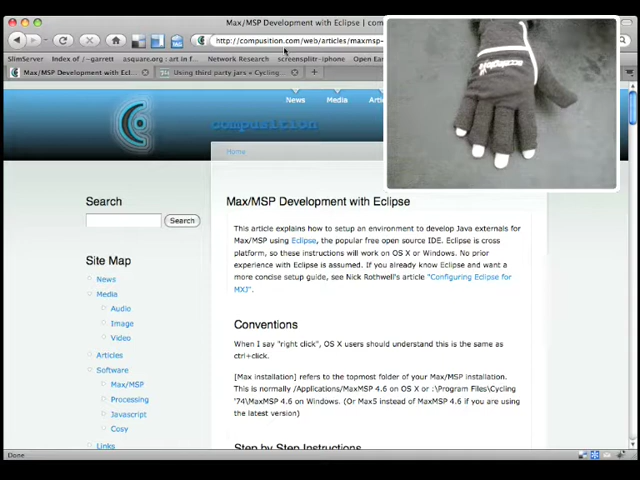 Max/MSP Development with Eclipse | com
http://compusition.com/web/articles/maxmsp-
SlimServer
Index of /~garrett
asquare.org
Big Int
Network Research
screensplitr-iphone
Open Ear
Max/MSP Development with Ecl...
Using third party jars « Cycling...
News
Media
Arti
compusition
Home
Search
Search
Site Map
News
Media
Audio
Image
Video
Articles
Software
Max/MSP
Processing
Javascript
Cosy
Links
Max/MSP Development with Eclipse
This article explains how to setup an environment to develop Java externals for
Max/MSP using Eclipse, the popular free open source IDE. Eclipse is cross
platform, so these instructions will work on OS X or Windows. No prior
experience with Eclipse is assumed. If you already know Eclipse and want a
more concise setup guide, see Nick Rothwell's article "Configuring Eclipse for
MXJ".
Conventions
When I say "right click", OS X users should understand this is the same as
ctrl+click.
[Max installation] refers to the topmost folder of your Max/MSP installation.
This is normally /Applications/MaxMSP 4.6 on OS X or :\Program Files\Cycling
'74\MaxMSP 4.6 on Windows. (Or Max5 instead of MaxMSP 4.6 if you are using
the latest version)
Step by Step Instructions
Done